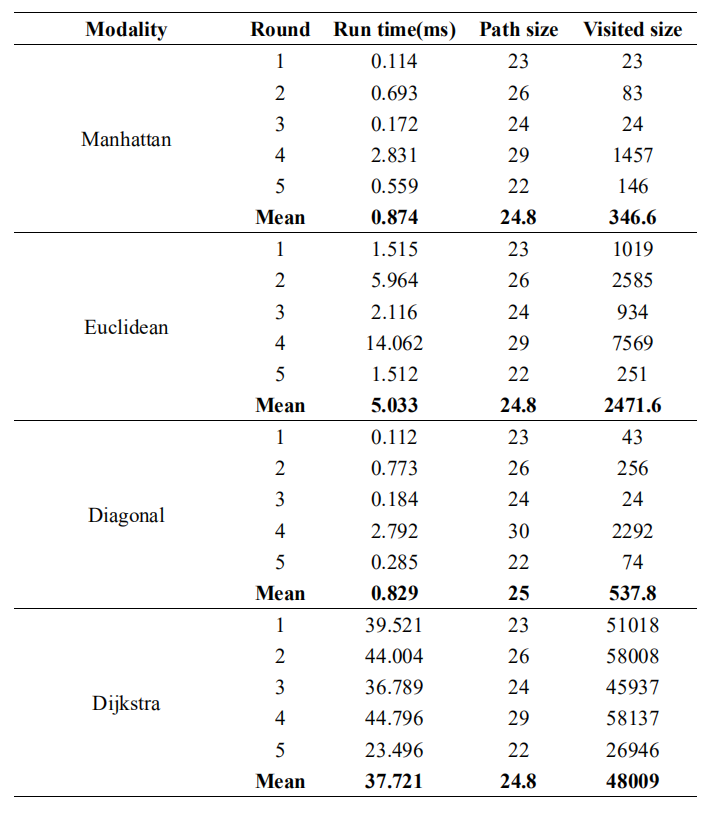 Modality Round Run time(ms) Path size Visited size
1 0.114 23 23
2 0.693 26 83
3 0.172 24 24
Manhattan
4 2.831 29 1457
5 0.559 22 146
Mean 0.874 24.8 346.6
1 1.515 23 1019
2 5.964 26 2585
3 2.116 24 934
Euclidean
4 14.062 29 7569
5 1.512 22 251
Mean 5.033 24.8 2471.6
1 0.112 23 43
2 0.773 26 256
3 0.184 24 24
Diagonal
4 2.792 30 2292
5 0.285 22 74
Mean 0.829 25 537.8
1 39.521 23 51018
2 44.004 26 58008
3 36.789 24 45937
Dijkstra
4 44.796 29 58137
5 23.496 22 26946
Mean 37.721 24.8 48009